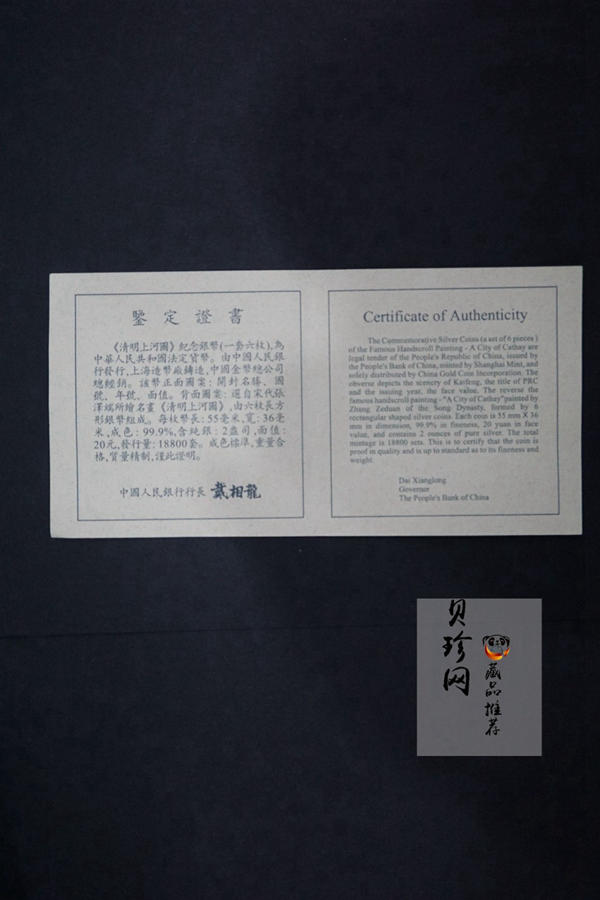 鑒定證書
《清明上河圖》紀念銀幣(一套六枚),為
中華人民共和國法定貨幣。由中國人民銀
行發行,上海造幣廠鑄造,中國金幣總公司
總經銷。該幣正面圖案:開封名勝、國
號、年號、面值。背面圖案:選自宋代張
澤端所繪名畫《清明上河圖》,由六枚長方
形銀幣組成。每枚幣長:55毫米,寬:36毫
米,成色:99.9%,含純銀:2盎司,面值:
20元,發行量:18800套。成色標準,重量合
格,質量精制,謹此證明。
中國人民銀行行長 戴相龍
Certificate of Authenticity
The Commemorative Silver Coins (a set of 6 pieces)
of the Famous Handscroll Painting - A City of Cathay are
legal tender of the People's Republic of China, issued by
the People's Bank of China, minted by Shanghai Mint, and
solely distributed by China Gold Coin Incorporation. The
obverse depicts the scenery of Kaifeng, the title of PRC
and the issuing year, the face value. The reverse the
famous handscroll painting - "A City of Cathay" painted by
Zhang Zeduan of the Song Dynasty, formed by 6
rectangular shaped silver coins. Each coin is 55 mm X 36
mm in dimension, 99.9% in fineness, 20 yuan in face
value, and contains 2 ounces of pure silver. The total
mintage is 18800 sets. This is to certify that the coin is
proof in quality and is up to standard as to its fineness and
weight.
Dai Xianglong
Governor
The People's Bank of China
贝珍网
藏品推荐